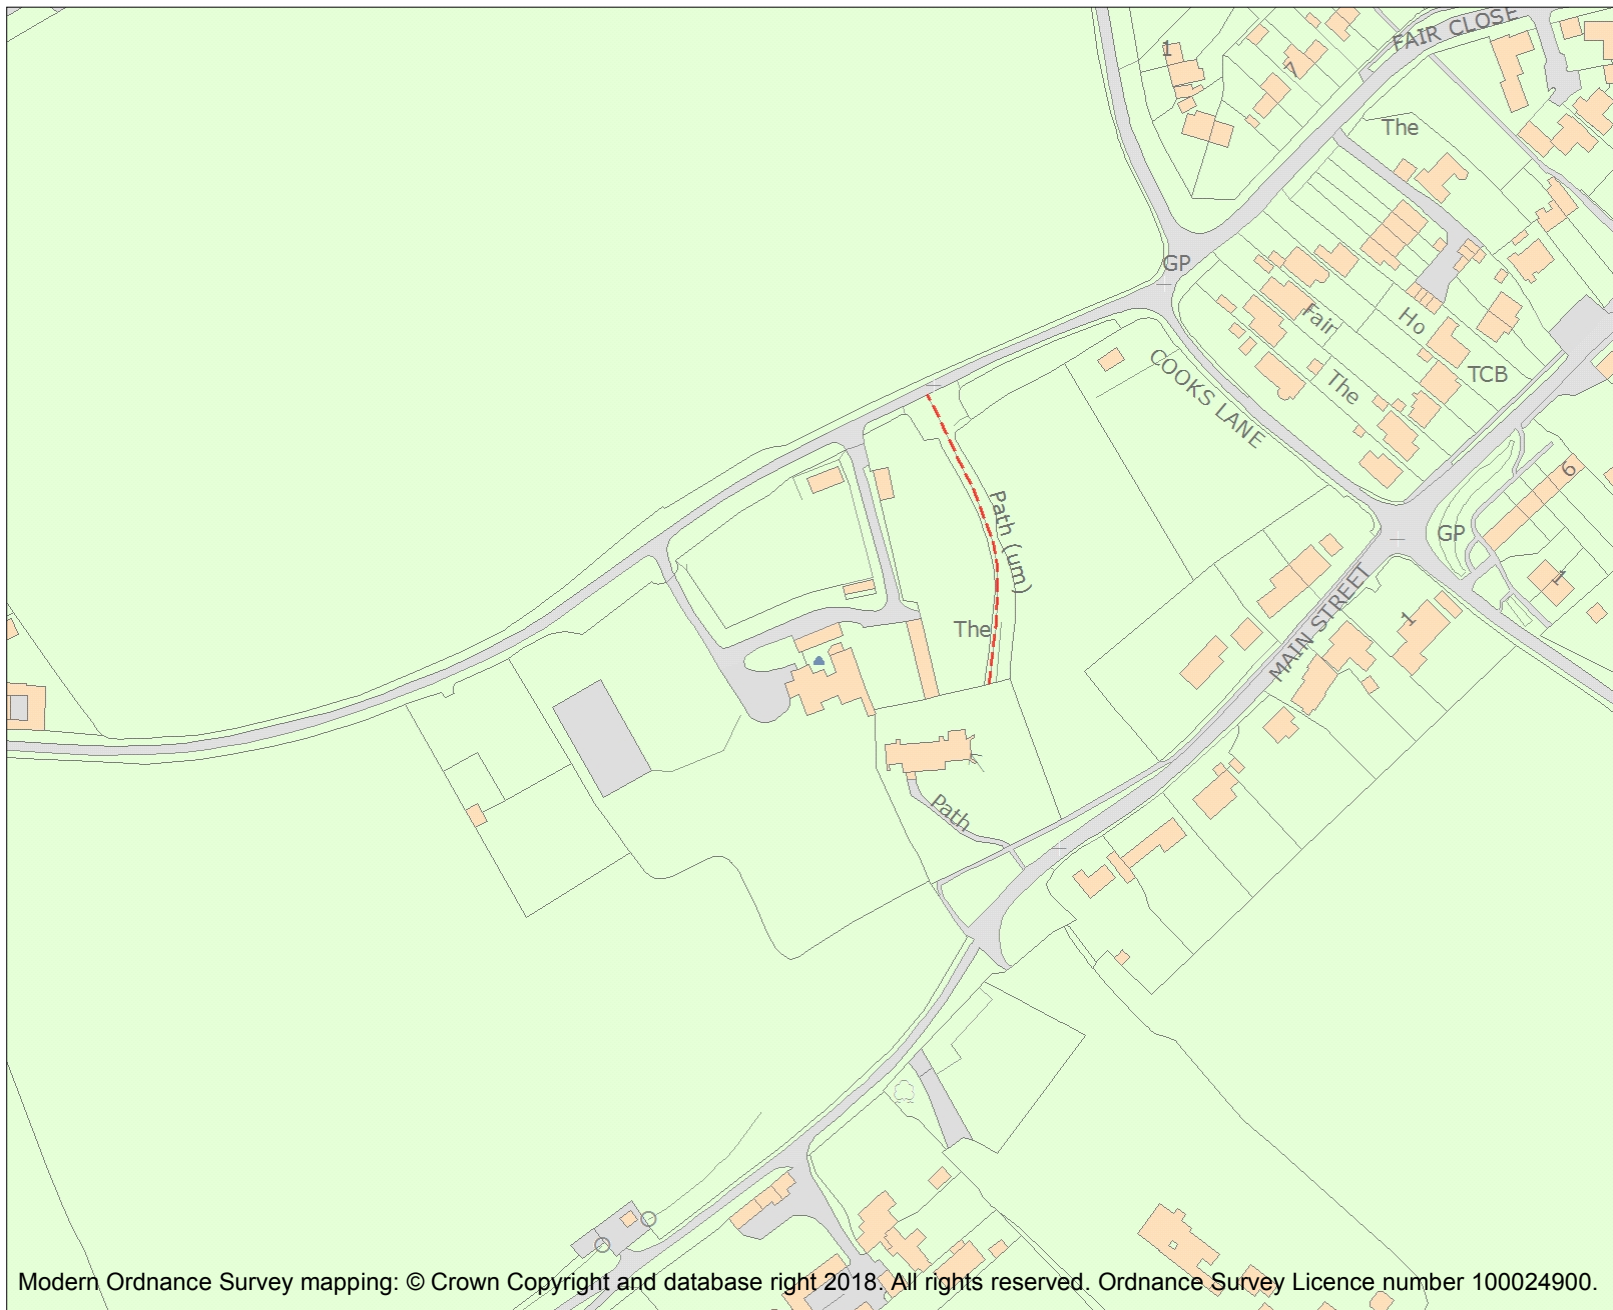 FAIR CLOSE
1
7
The
GP
Fair
Ho
The
TCB
COOKS LANE
6
GP
1
Path (um)
The
MAIN STREET
1
Path
Modern Ordnance Survey mapping: © Crown Copyright and database right 2018. All rights reserved. Ordnance Survey Licence number 100024900.